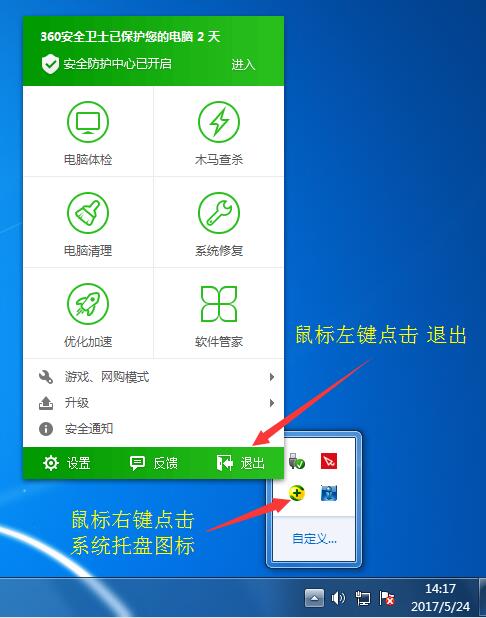 360安全卫士已保护您的电脑 2 天
安全防护中心已开启 进入
电脑体检 木马查杀
电脑清理 系统修复
优化加速 软件管家
鼠标左键点击 退出
游戏、网购模式
升级
安全通知
设置 反馈 退出
鼠标右键点击
系统托盘图标
自定义...
14:17
2017/5/24